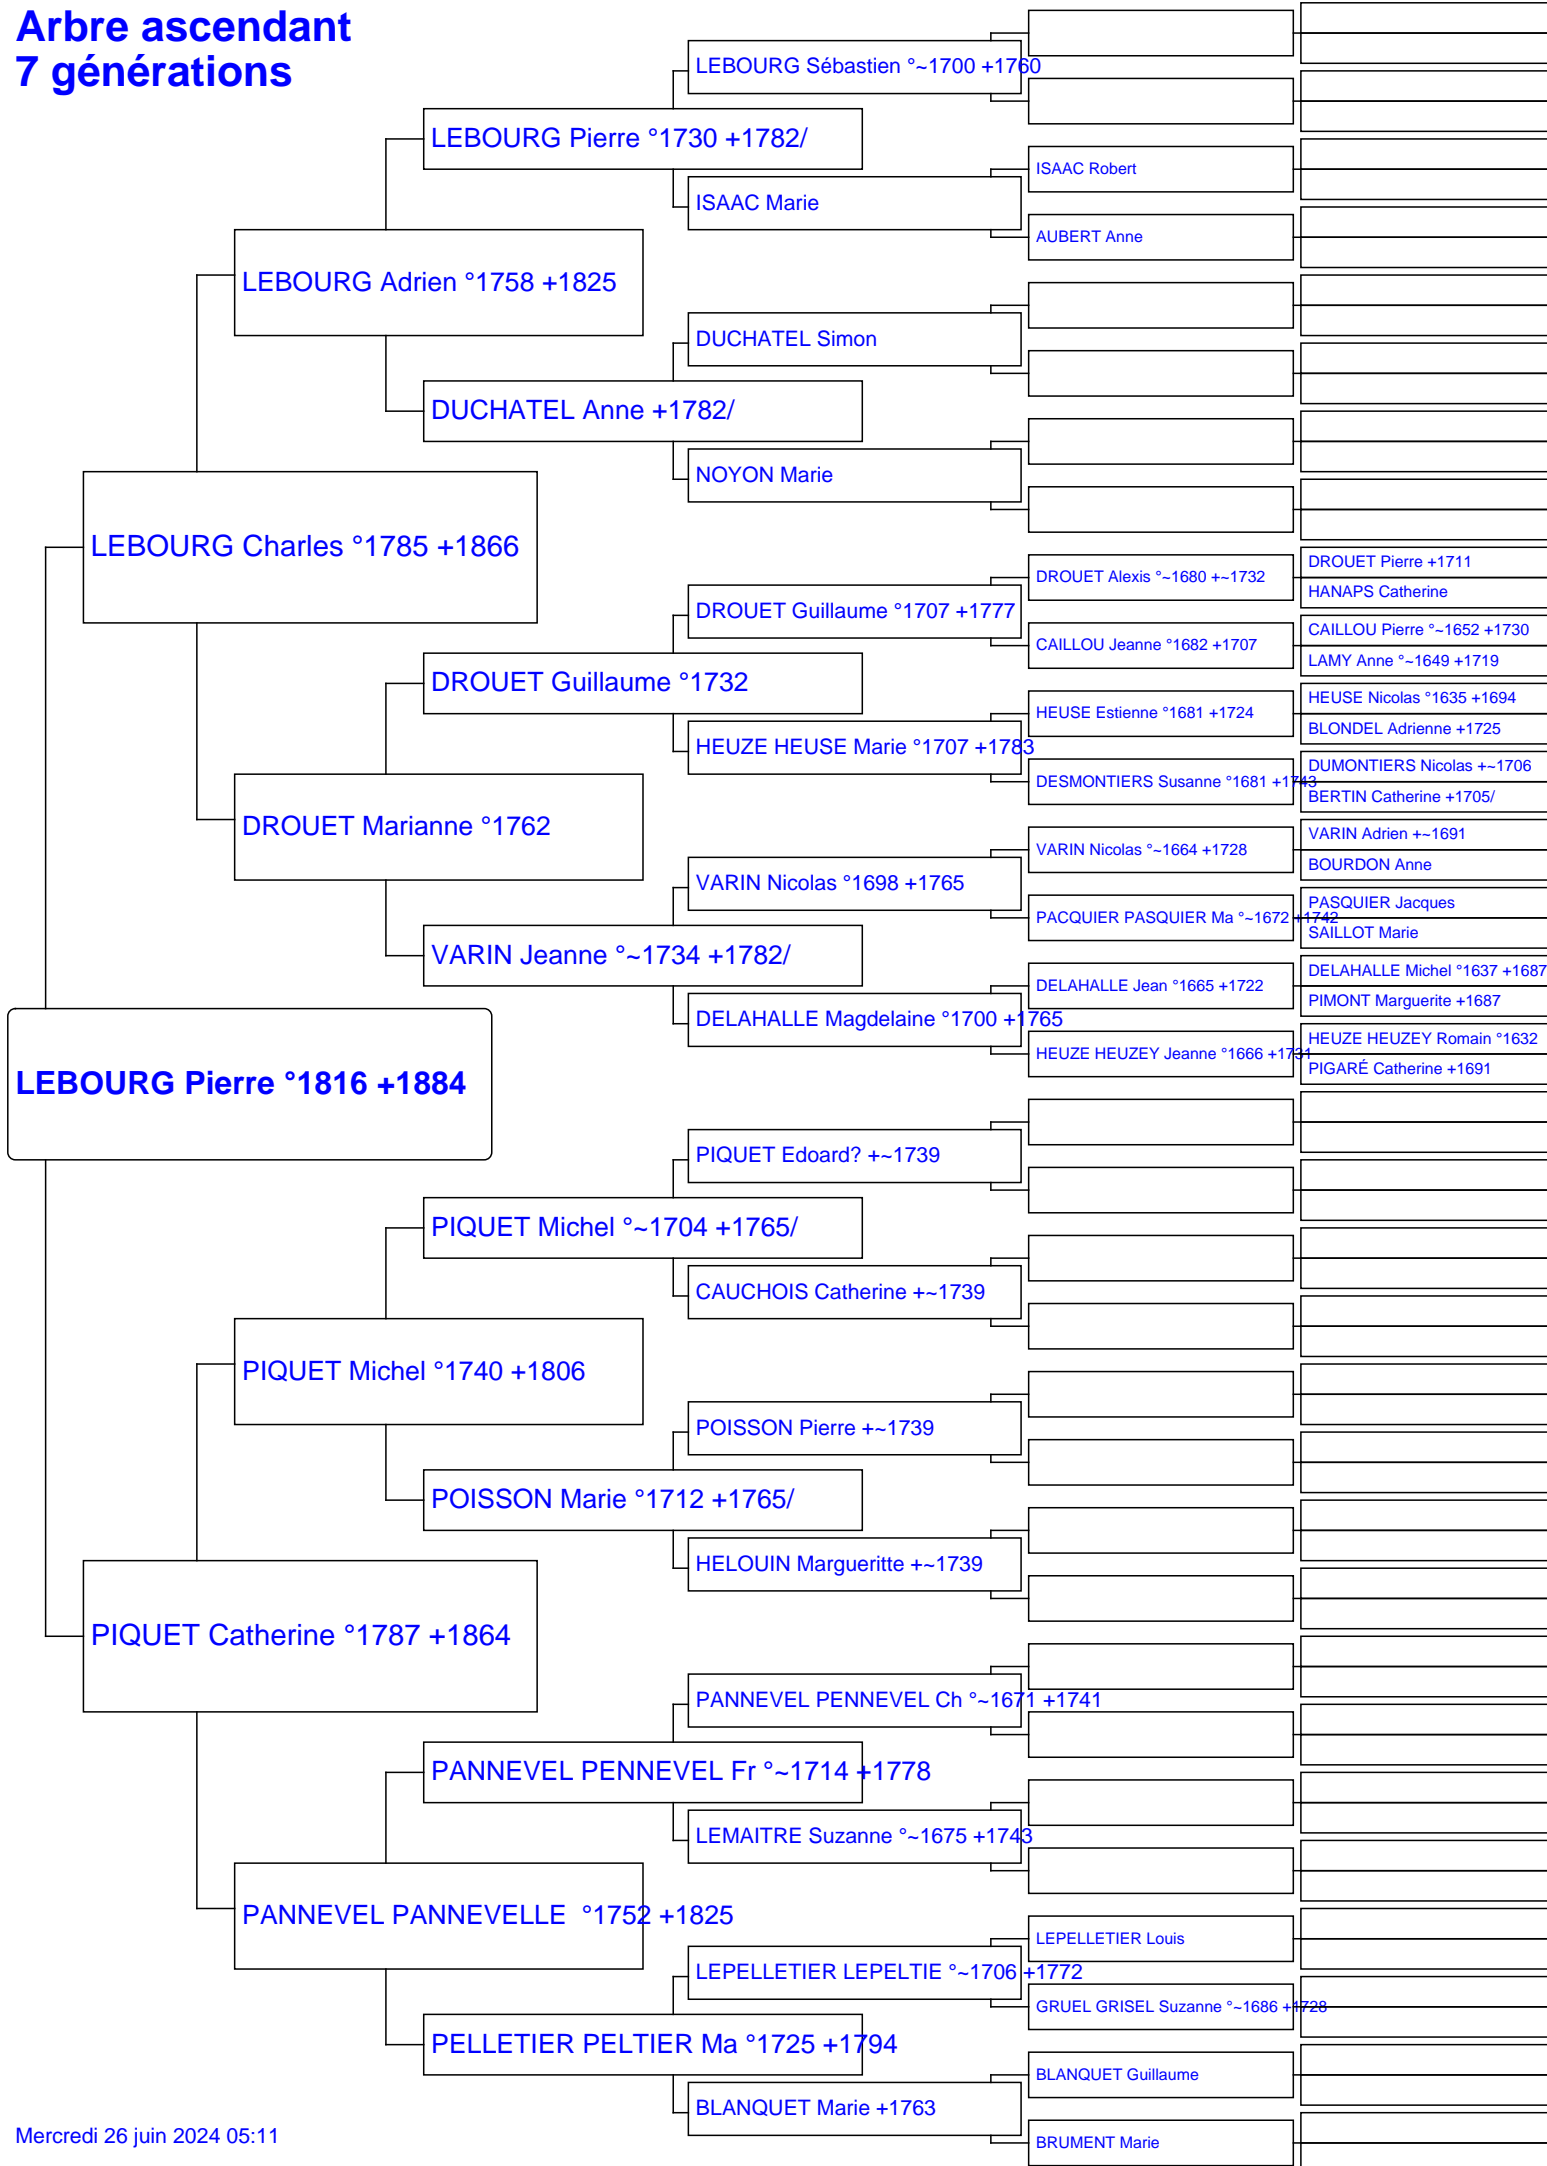 Arbre ascendant
7 générations
LEBOURG Sébastien °~1700 +1760
LEBOURG Pierre °1730 +1782/
ISAAC Robert
ISAAC Marie
AUBERT Anne
LEBOURG Adrien °1758 +1825
DUCHATEL Simon
DUCHATEL Anne +1782/
NOYON Marie
LEBOURG Charles °1785 +1866
DROUET Pierre +1711
DROUET Alexis °~1680 +~1732
HANAPS Catherine
DROUET Guillaume °1707 +1777
CAILLOU Pierre °~1652 +1730
CAILLOU Jeanne °1682 +1707
LAMY Anne °~1649 +1719
DROUET Guillaume °1732
HEUSE Nicolas °1635 +1694
HEUSE Estienne °1681 +1724
BLONDEL Adrienne +1725
HEUZE HEUSE Marie °1707 +1783
DUMONTIERS Nicolas +~1706
DESMONTIERS Susanne °1681 +1743
BERTIN Catherine +1705/
DROUET Marianne °1762
VARIN Adrien +~1691
VARIN Nicolas °~1664 +1728
BOURDON Anne
VARIN Nicolas °1698 +1765
PASQUIER Jacques
PACQUIER PASQUIER Ma °~1672 +1742
SAILLOT Marie
VARIN Jeanne °~1734 +1782/
DELAHALLE Michel °1637 +1687
DELAHALLE Jean °1665 +1722
PIMONT Marguerite +1687
DELAHALLE Magdelaine °1700 +1765
HEUZE HEUZEY Romain °1632
HEUZE HEUZEY Jeanne °1666 +1731
PIGARÉ Catherine +1691
LEBOURG Pierre °1816 +1884
PIQUET Edoard? +~1739
PIQUET Michel °~1704 +1765/
CAUCHOIS Catherine +~1739
PIQUET Michel °1740 +1806
POISSON Pierre +~1739
POISSON Marie °1712 +1765/
HELOUIN Margueritte +~1739
PIQUET Catherine °1787 +1864
PANNEVEL PENNEVEL Ch °~1671 +1741
PANNEVEL PENNEVEL Fr °~1714 +1778
LEMAITRE Suzanne °~1675 +1743
PANNEVEL PANNEVELLE °1752 +1825
LEPELLETIER Louis
LEPELLETIER LEPELTIE °~1706 +1772
GRUEL GRISEL Suzanne °~1686 +1728
PELLETIER PELTIER Ma °1725 +1794
BLANQUET Guillaume
BLANQUET Marie +1763
BRUMENT Marie
Mercredi 26 juin 2024 05:11